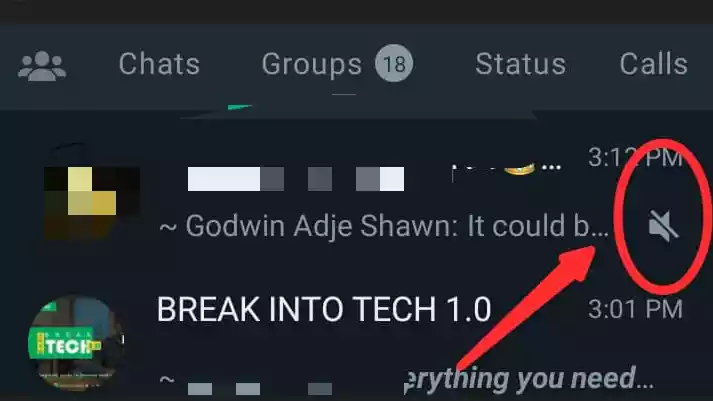 Chats Groups 18 Status Calls
... 3:12 PM
~ Godwin Adje Shawn: It could b...
BREAK INTO TECH 1.0 3:01 PM
TECH
~ erything you need...